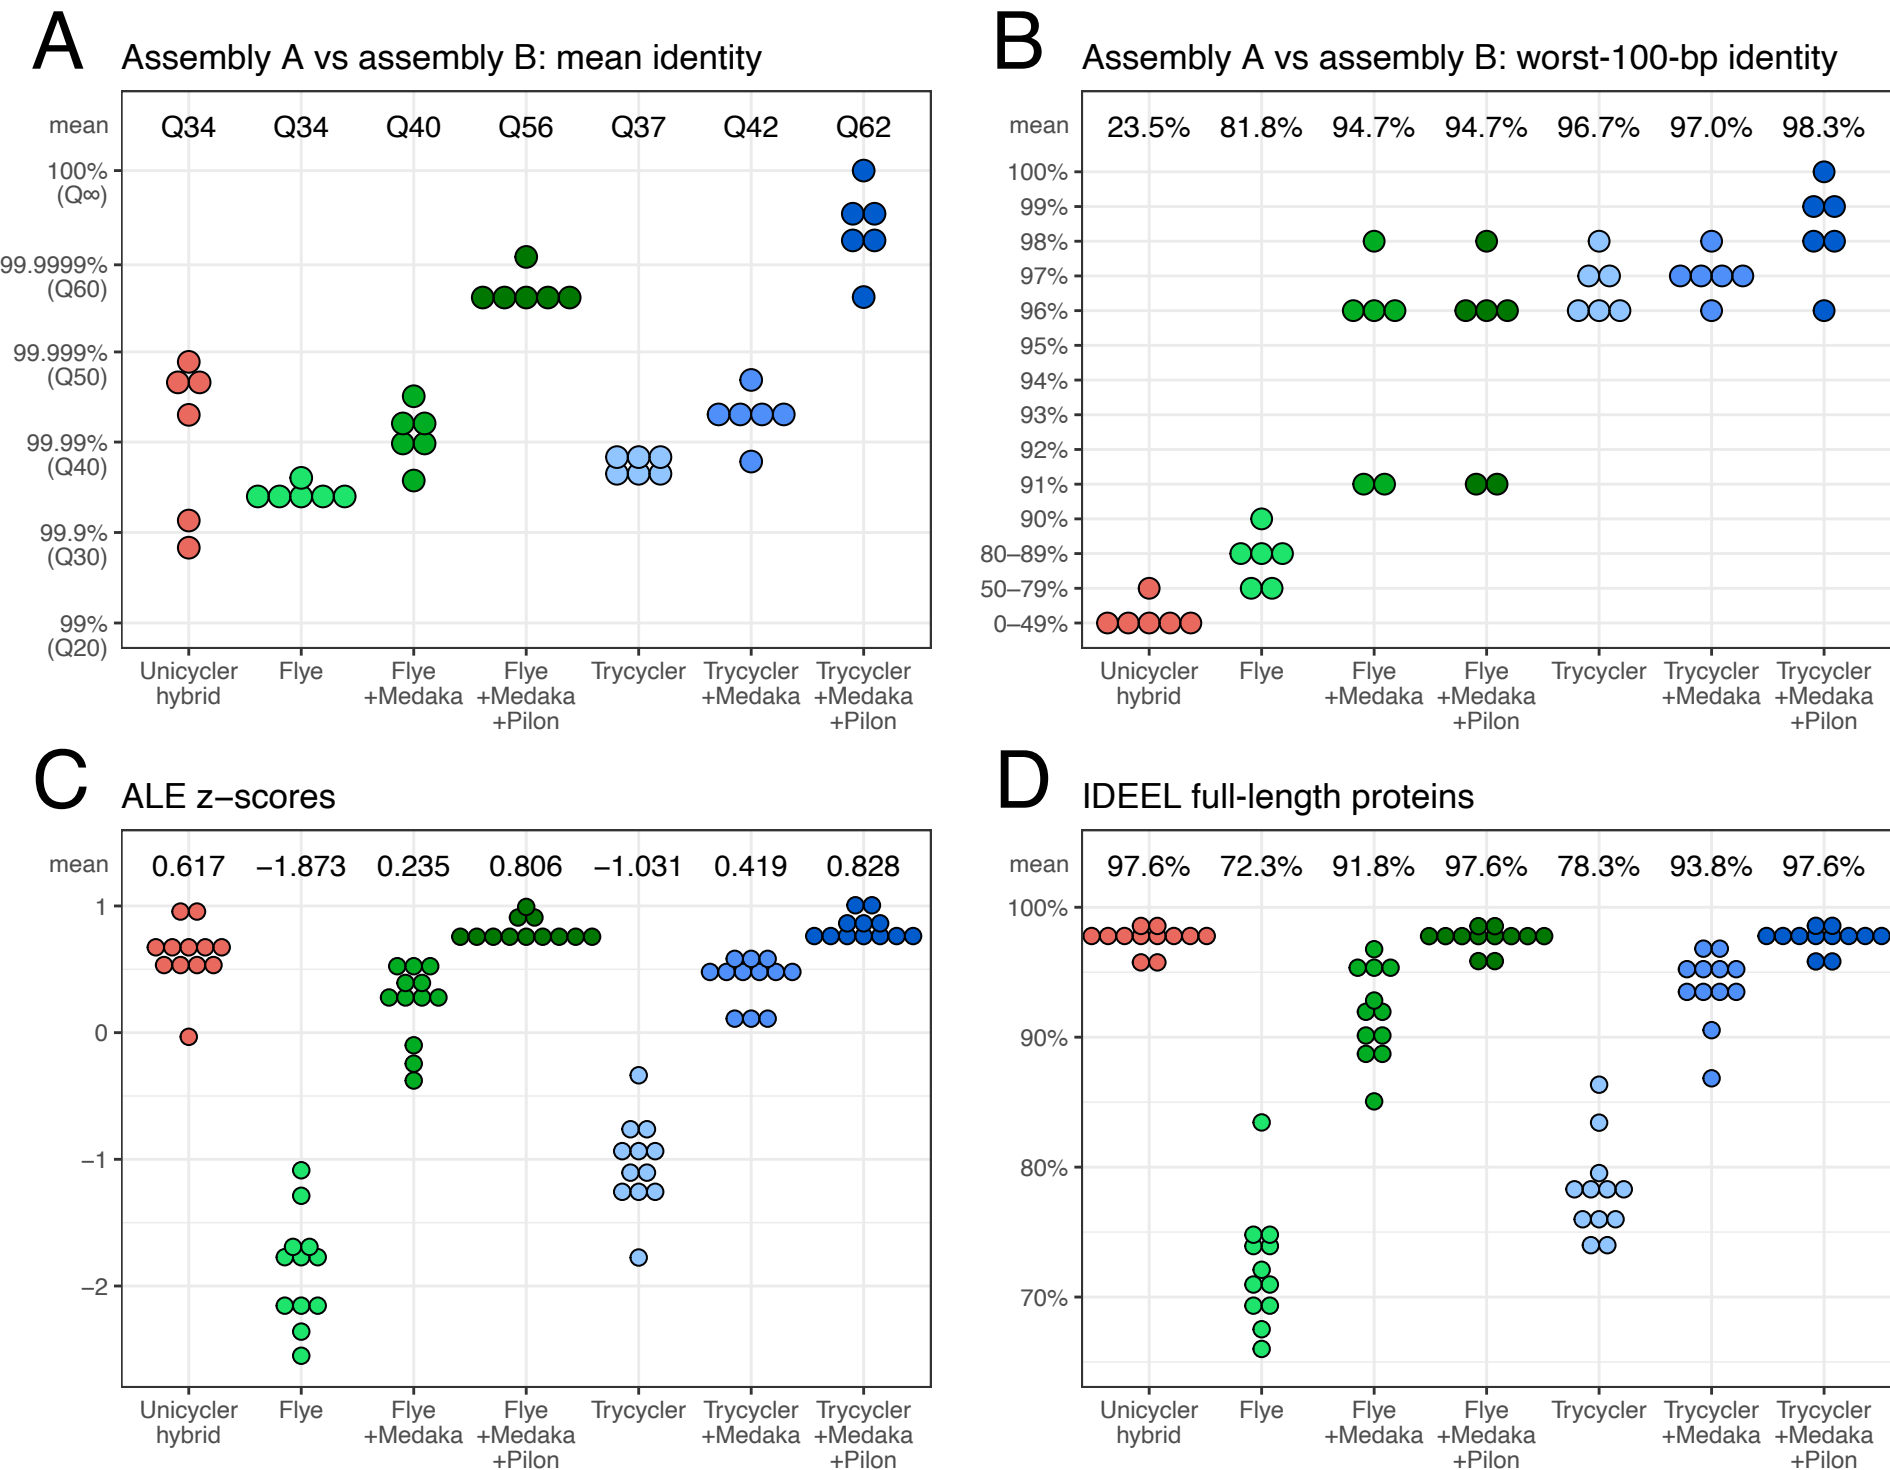 A
Assembly A vs assembly B: mean identity
mean Q34 Q34 Q40 Q56 Q37 Q42 Q62
100%
(Q∞)
99.9999%
(Q60)
99.999%
(Q50)
99.99%
(Q40)
99.9%
(Q30)
99%
(Q20)
Unicycler Flye Flye Flye Trycycler Trycycler Trycycler
hybrid +Medaka +Medaka +Medaka +Medaka
+Pilon +Pilon
B
Assembly A vs assembly B: worst-100-bp identity
mean 23.5% 81.8% 94.7% 94.7% 96.7% 97.0% 98.3%
100%
99%
98%
97%
96%
95%
94%
93%
92%
91%
90%
80–89%
50–79%
0–49%
Unicycler Flye Flye Flye Trycycler Trycycler Trycycler
hybrid +Medaka +Medaka +Medaka +Medaka
+Pilon +Pilon
C
ALE z−scores
mean 0.617 −1.873 0.235 0.806 −1.031 0.419 0.828
1
0
−1
−2
Unicycler Flye Flye Flye Trycycler Trycycler Trycycler
hybrid +Medaka +Medaka +Medaka +Medaka
+Pilon +Pilon
D
IDEEL full-length proteins
mean 97.6% 72.3% 91.8% 97.6% 78.3% 93.8% 97.6%
100%
90%
80%
70%
Unicycler Flye Flye Flye Trycycler Trycycler Trycycler
hybrid +Medaka +Medaka +Medaka +Medaka
+Pilon +Pilon